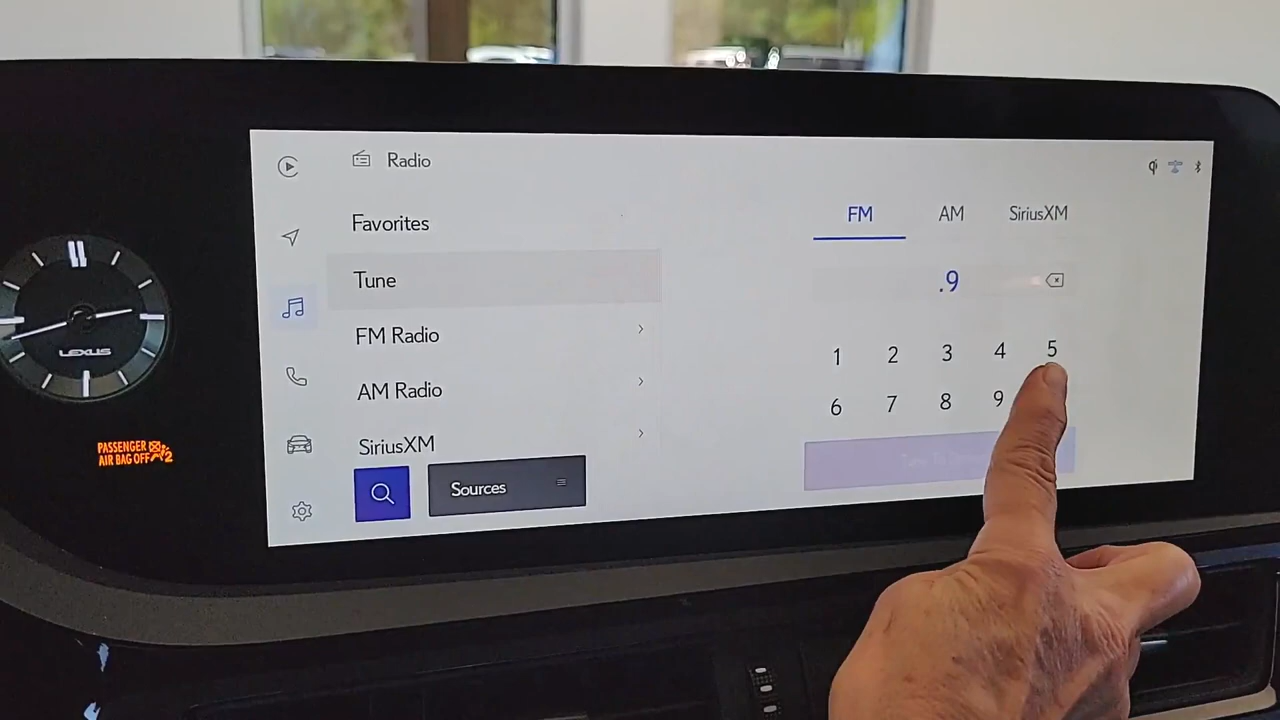 Radio
Favorites
Tune
FM Radio
AM Radio
SiriusXM
Sources
FM AM SiriusXM
.9
1 2 3 4 5
6 7 8 9
LEXUS
PASSENGER
AIR BAG OFF 2